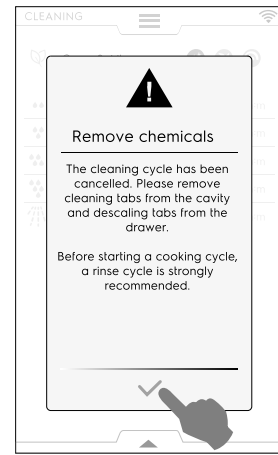 CLEANING
Remove chemicals
The cleaning cycle has been
cancelled. Please remove
cleaning tabs from the cavity
and descaling tabs from the
drawer.
Before starting a cooking cycle,
a rinse cycle is strongly
recommended.